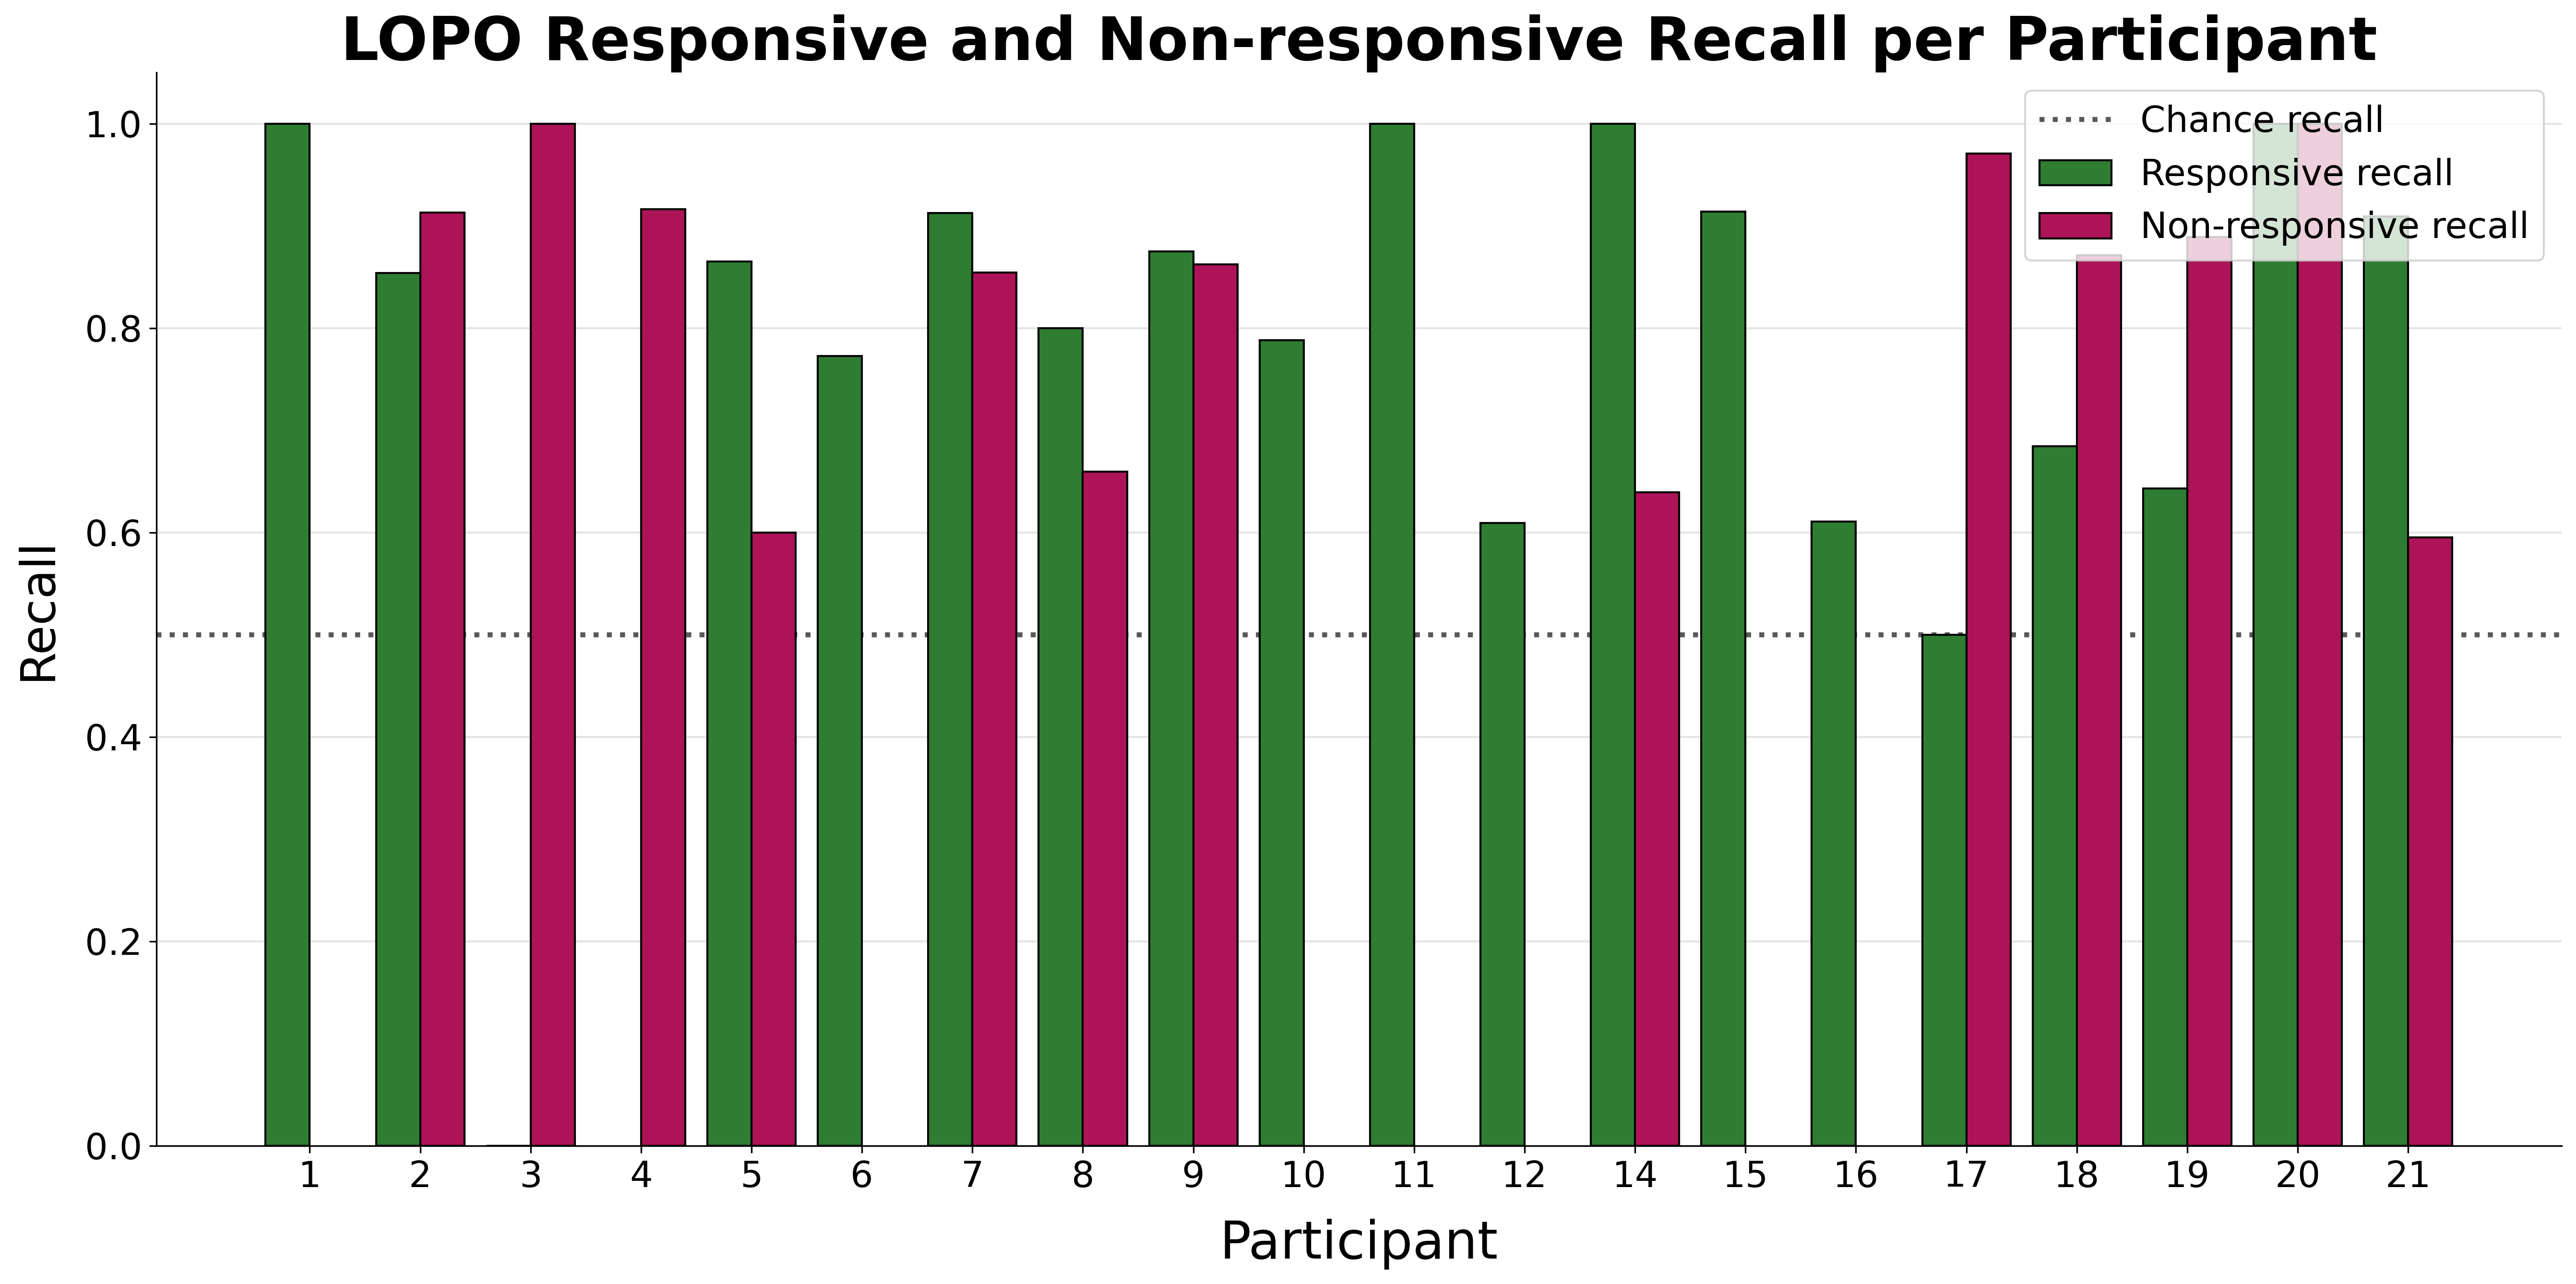 LOPO Responsive and Non-responsive Recall per Participant
Chance recall
Responsive recall
Non-responsive recall
1.0
0.8
0.6
0.4
0.2
0.0
Recall
1 2 3 4 5 6 7 8 9 10 11 12 14 15 16 17 18 19 20 21
Participant